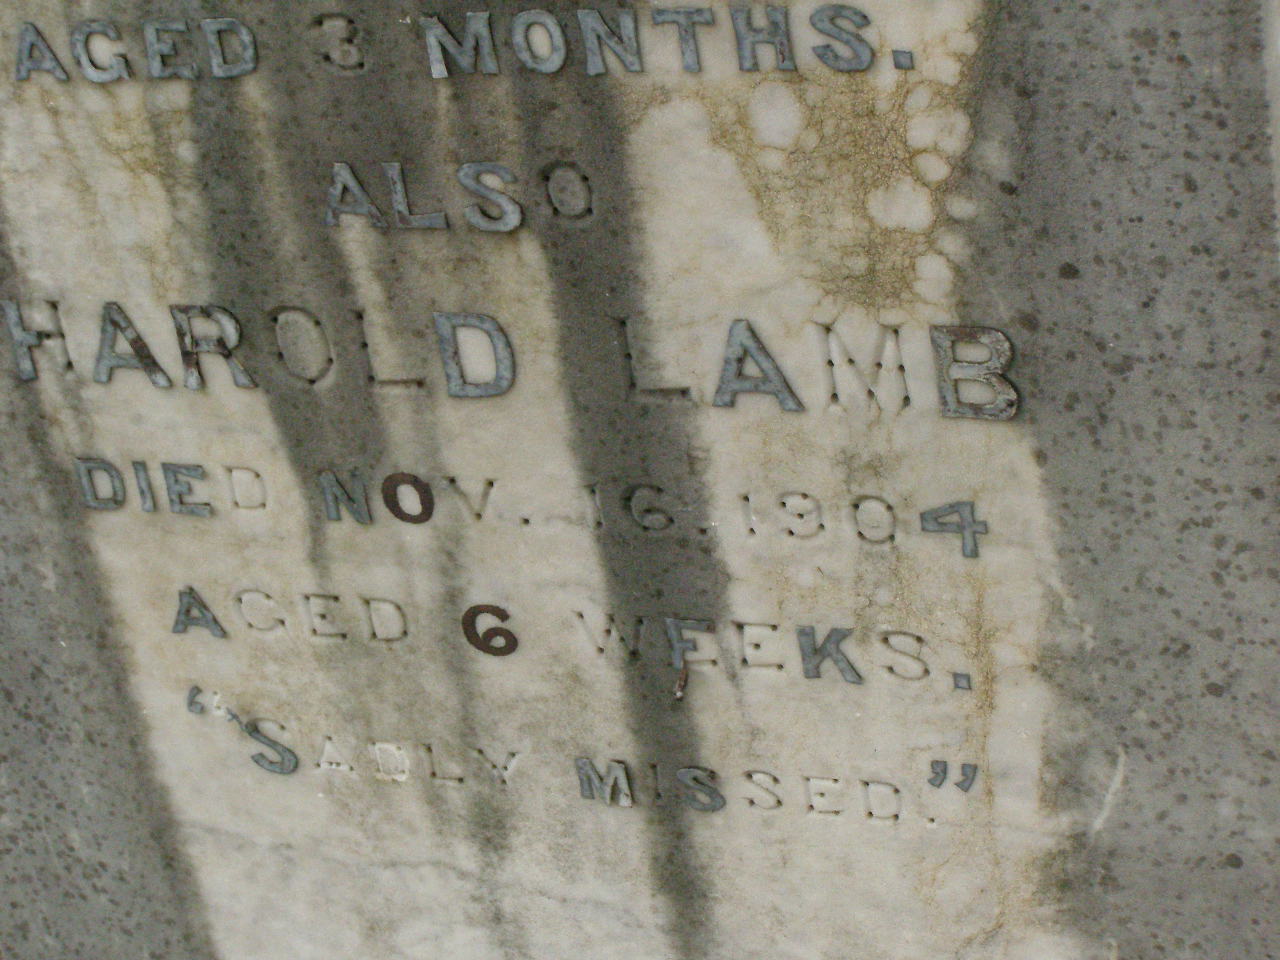 AGED 3 MONTHS.
ALSO
HAROLD LAMB
DIED NOV. 16. 1904
AGED 6 WEEKS.
“SADLY MISSED.”